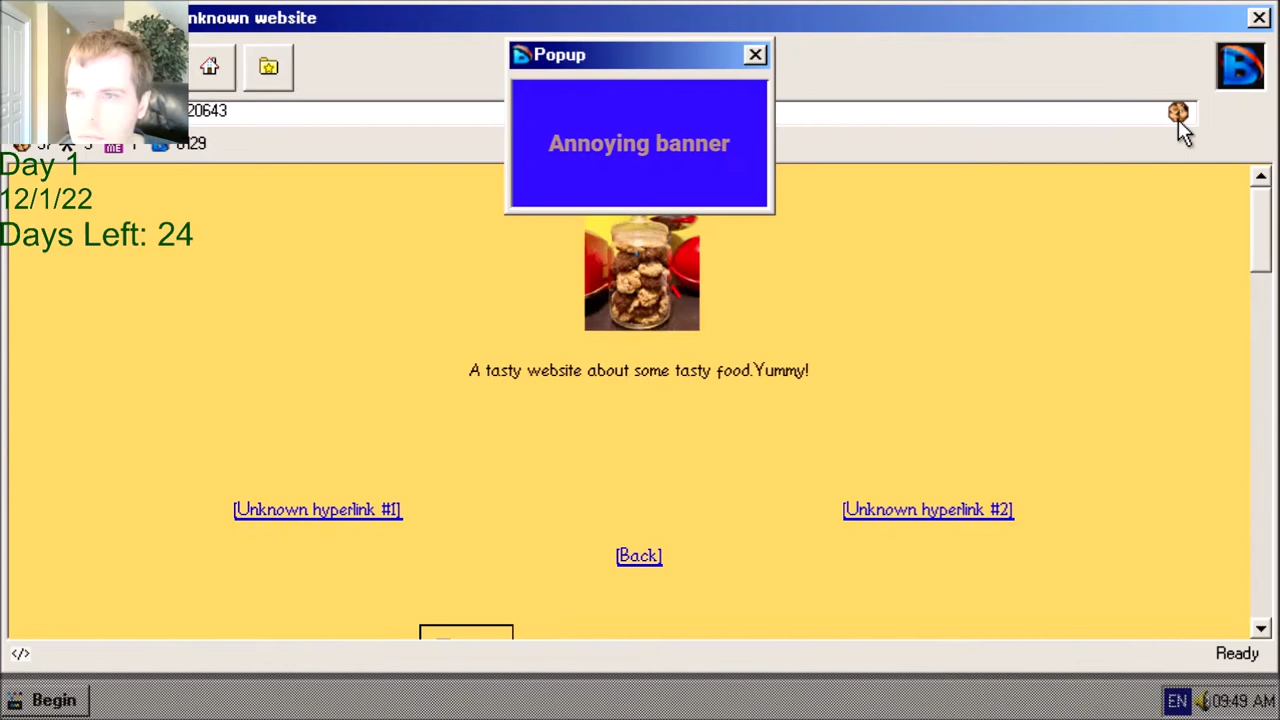 nknown website
Popup
20643
Annoying banner
8129
Day 1
12/1/22
Days Left: 24
A tasty website about some tasty food.Yummy!
[Unknown hyperlink #1]
[Unknown hyperlink #2]
[Back]
</>
Ready
Begin
EN
09:49 AM